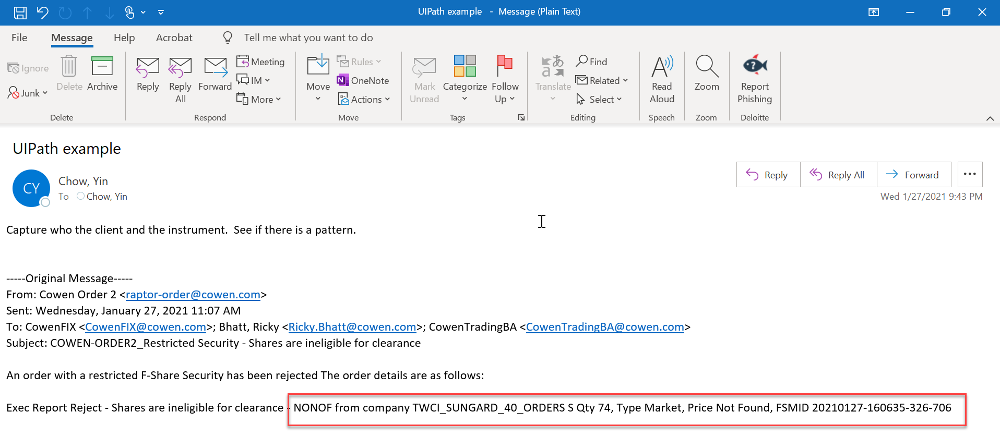 UIPath example - Message (Plain Text)
File Message Help Acrobat Tell me what you want to do
Ignore
Junk
Delete
Archive
Delete
Reply
Reply All
Forward
Meeting
IM
More
Respond
Move
Rules
OneNote
Actions
Move
Mark Unread
Categorize
Follow Up
Tags
Translate
Find
Related
Select
Editing
Read Aloud
Speech
Zoom
Zoom
Report Phishing
Deloitte
UIPath example
CY
Chow, Yin
To Chow, Yin
Reply Reply All Forward
Wed 1/27/2021 9:43 PM
Capture who the client and the instrument.  See if there is a pattern.
-----Original Message-----
From: Cowen Order 2 <raptor-order@cowen.com>
Sent: Wednesday, January 27, 2021 11:07 AM
To: CowenFIX <CowenFIX@cowen.com>; Bhatt, Ricky <Ricky.Bhatt@cowen.com>; CowenTradingBA <CowenTradingBA@cowen.com>
Subject: COWEN-ORDER2_Restricted Security - Shares are ineligible for clearance
An order with a restricted F-Share Security has been rejected The order details are as follows:
Exec Report Reject - Shares are ineligible for clearance - NONOF from company TWCI_SUNGARD_40_ORDERS S Qty 74, Type Market, Price Not Found, FSMID 20210127-160635-326-706